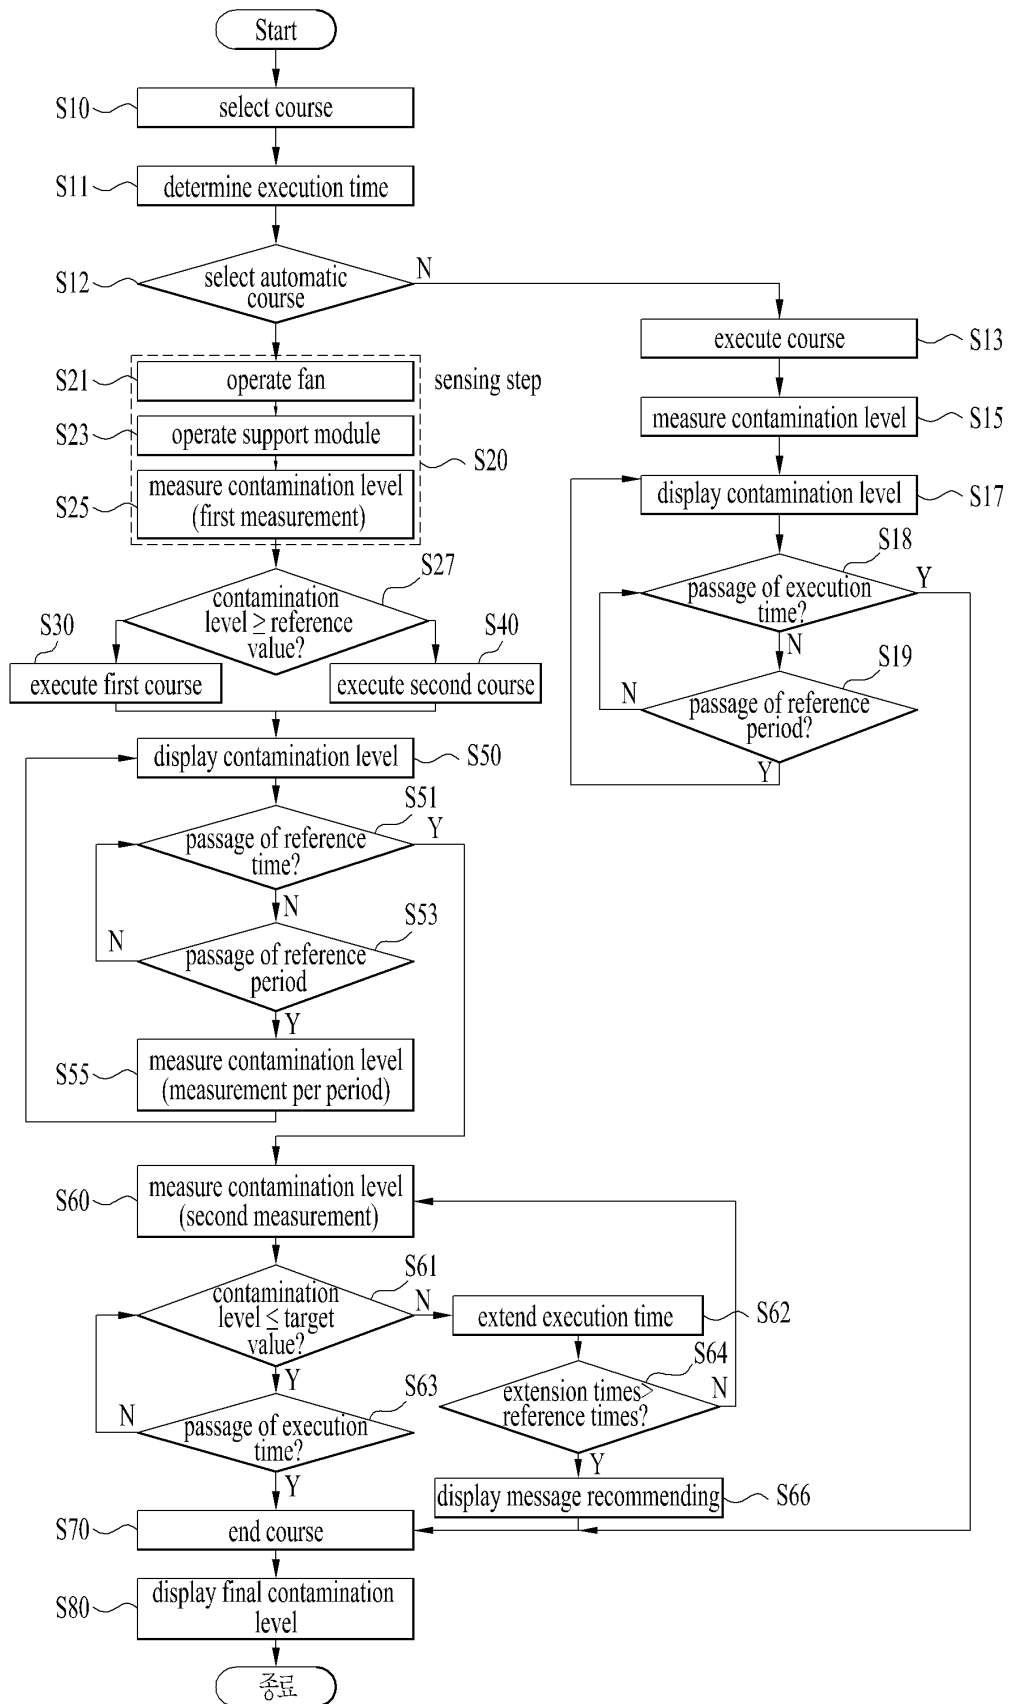 Start
S10
select course
S11
determine execution time
S12
select automatic
course
N
execute course
S13
S21
operate fan
sensing step
S23
operate support module
S20
S25
measure contamination level
(first measurement)
measure contamination level
S15
display contamination level
S17
S18
passage of execution
time?
Y
N
S19
passage of reference
period?
N
Y
S27
contamination
level ≥ reference
value?
S30
execute first course
S40
execute second course
display contamination level
S50
S51
passage of reference
time?
Y
N
S53
passage of reference
period
N
Y
S55
measure contamination level
(measurement per period)
S60
measure contamination level
(second measurement)
S61
contamination
level ≤ target
value?
N
Y
extend execution time
S62
S64
extension times>
reference times?
N
Y
S63
passage of execution
time?
N
Y
display message recommending
S66
S70
end course
S80
display final contamination
level
종료